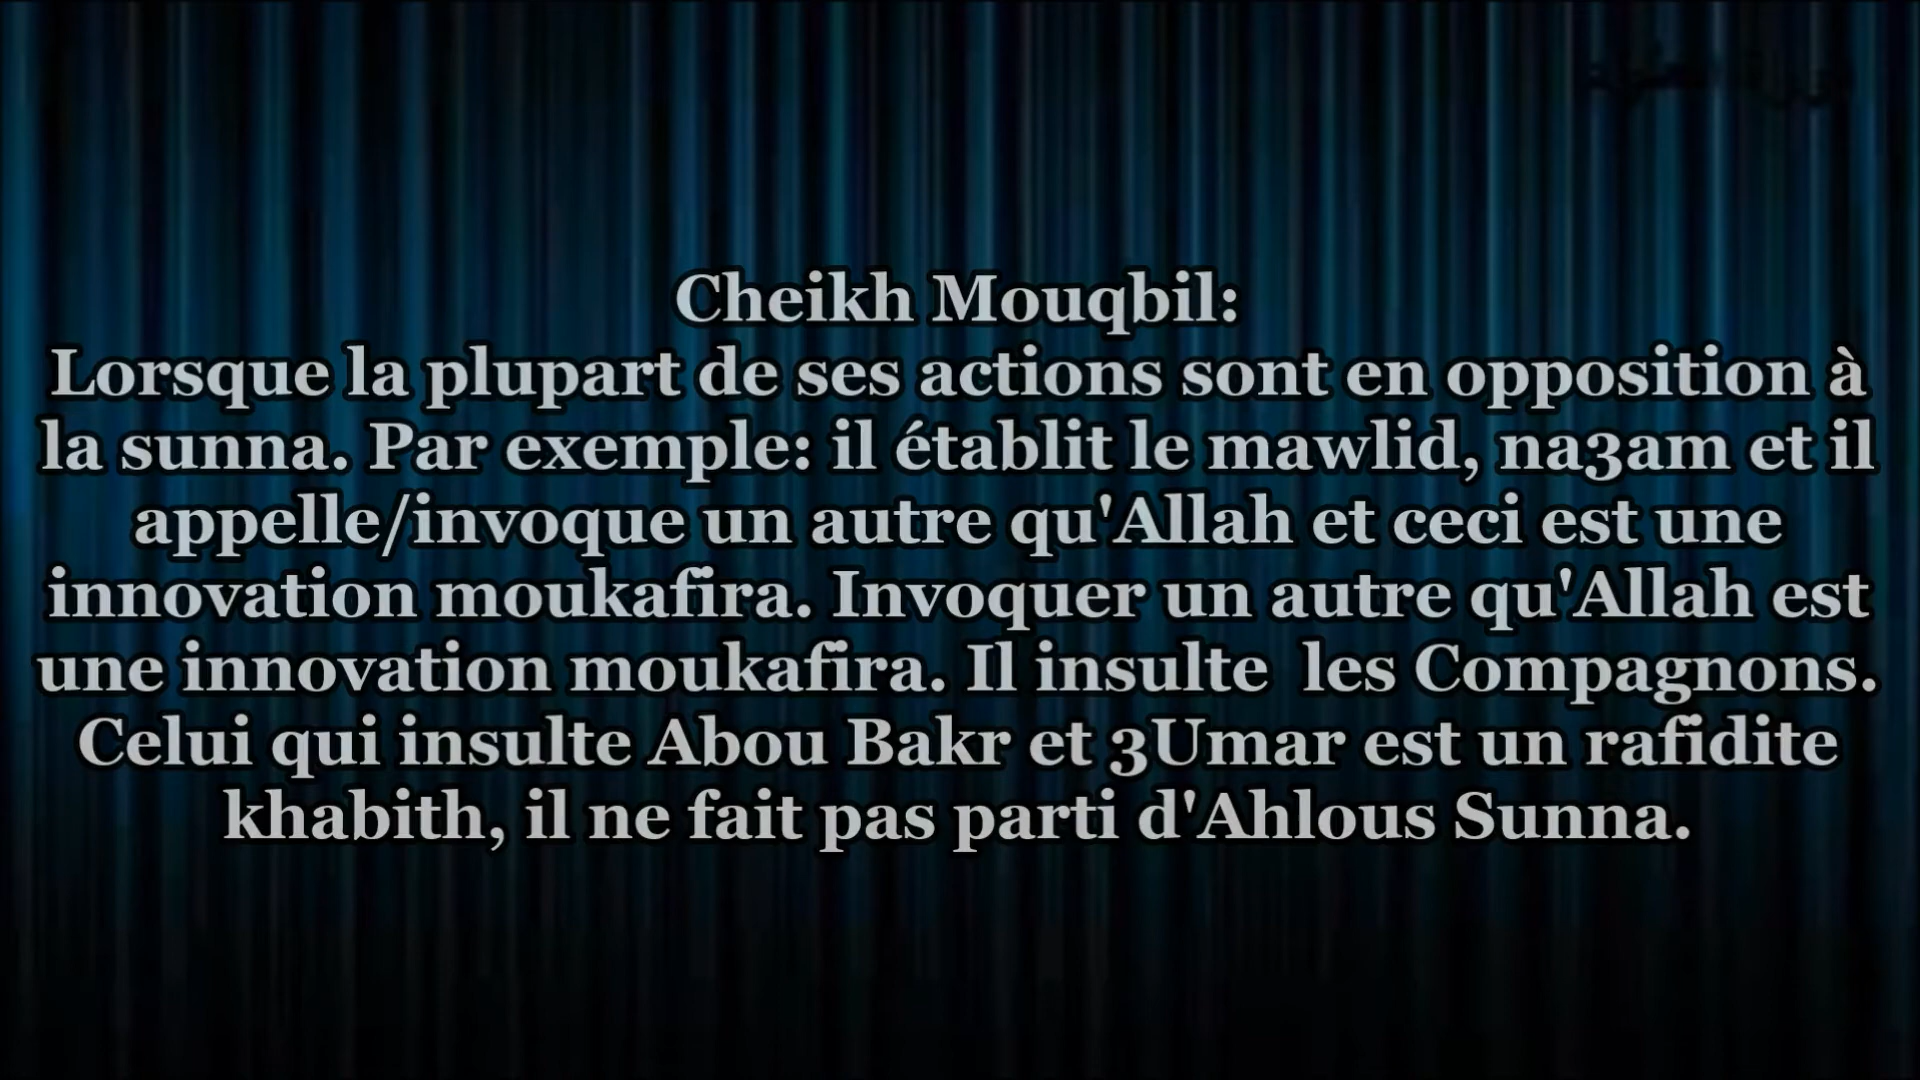 Cheikh Mouqbil:
Lorsque la plupart de ses actions sont en opposition à
la sunna. Par exemple: il établit le mawlid, na3am et il
appelle/invoque un autre qu'Allah et ceci est une
innovation moukafira. Invoquer un autre qu'Allah est
une innovation moukafira. Il insulte  les Compagnons.
Celui qui insulte Abou Bakr et 3Umar est un rafidite
khabith, il ne fait pas parti d'Ahlous Sunna.